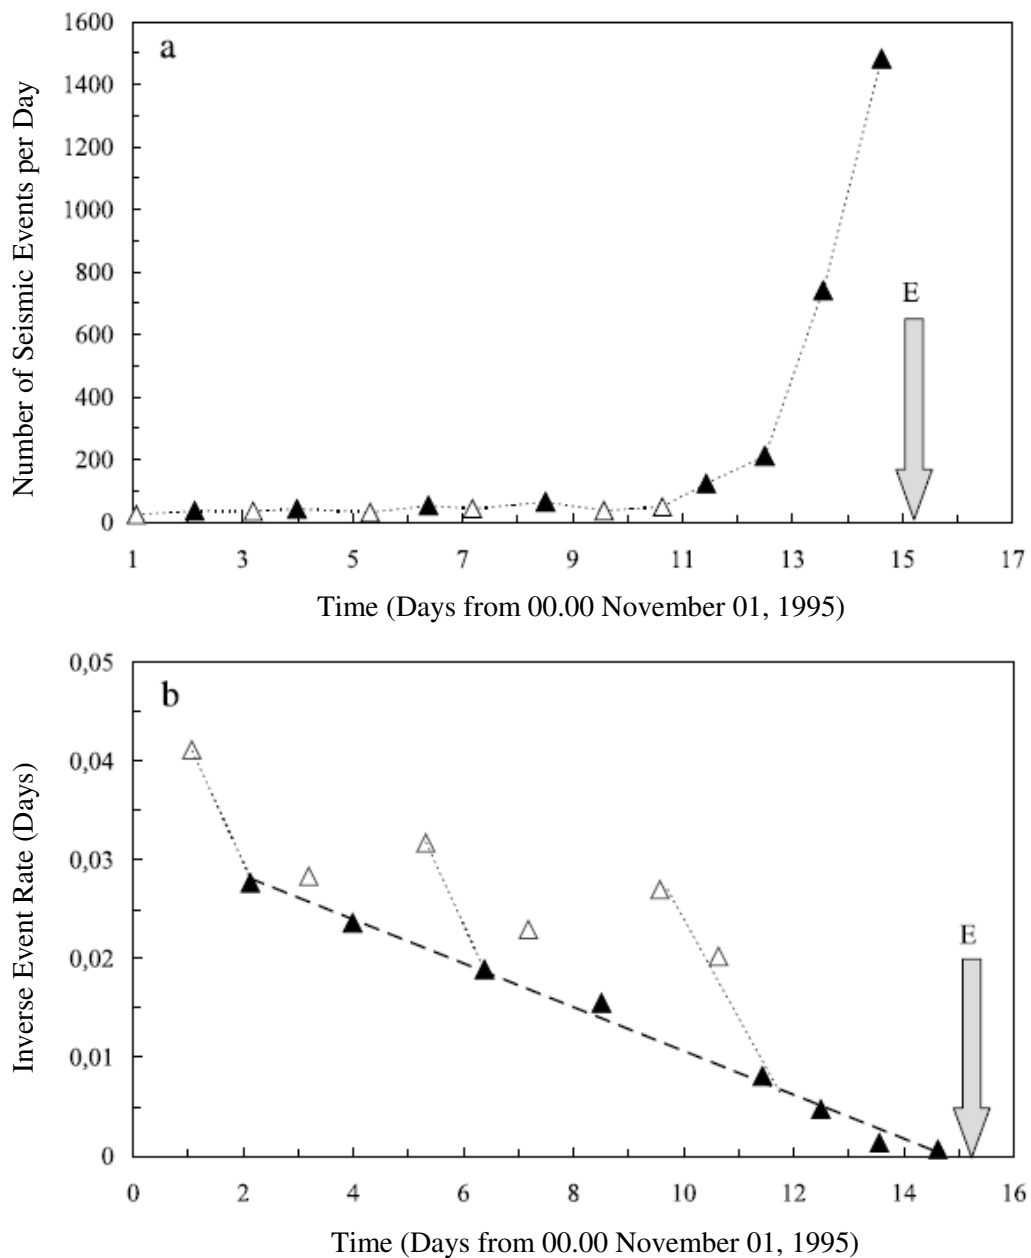 a
Number of Seismic Events per Day
1600
1400
1200
1000
800
600
400
200
0
E
1 3 5 7 9 11 13 15 17
Time (Days from 00.00 November 01, 1995)
b
Inverse Event Rate (Days)
0,05
0,04
0,03
0,02
0,01
0
E
0 2 4 6 8 10 12 14 16
Time (Days from 00.00 November 01, 1995)